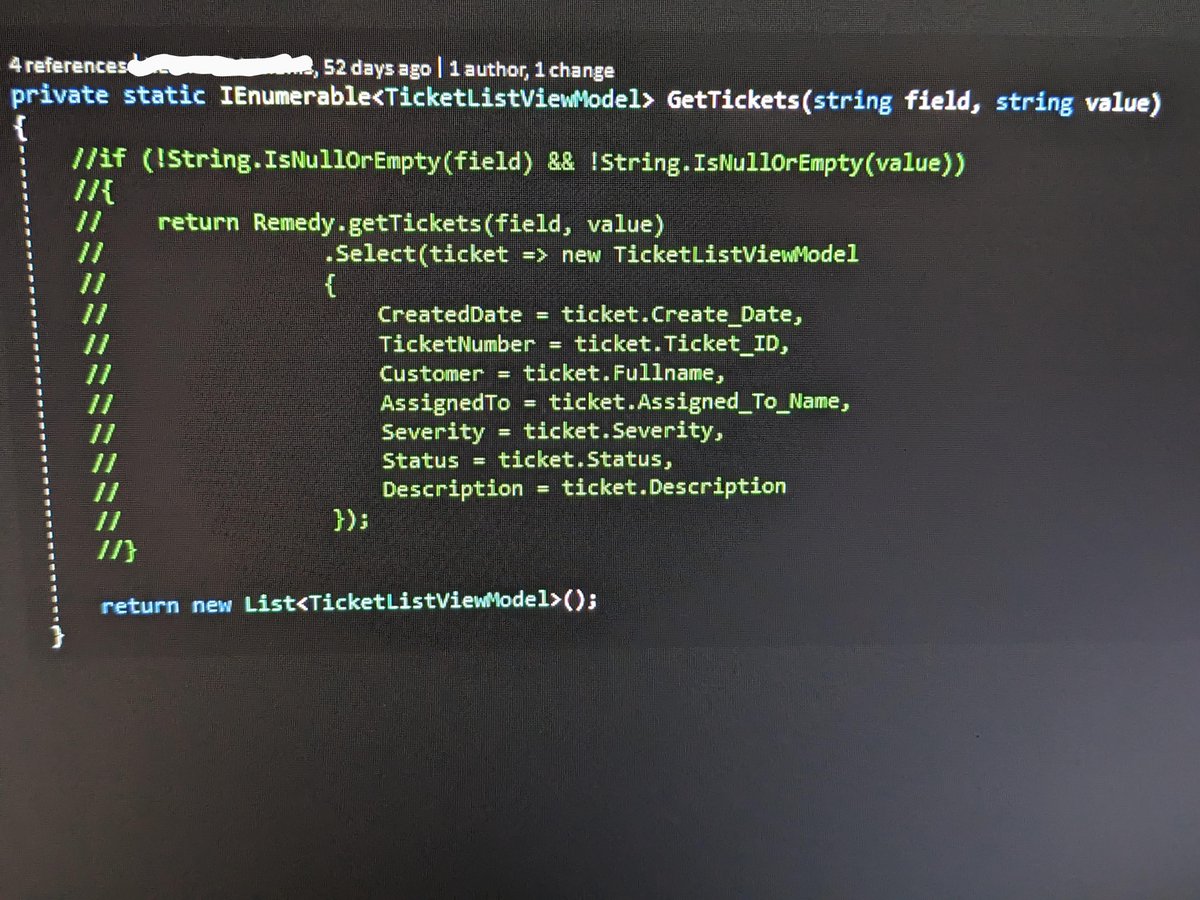 4 references, 52 days ago | 1 author, 1 change
private static IEnumerable<TicketListViewModel> GetTickets(string field, string value)
{
//if (!String.IsNullOrEmpty(field) && !String.IsNullOrEmpty(value))
//{
// return Remedy.getTickets(field, value)
// .Select(ticket => new TicketListViewModel
// {
// CreatedDate = ticket.Create_Date,
// TicketNumber = ticket.Ticket_ID,
// Customer = ticket.Fullname,
// AssignedTo = ticket.Assigned_To_Name,
// Severity = ticket.Severity,
// Status = ticket.Status,
// Description = ticket.Description
// });
//}
return new List<TicketListViewModel>();
}